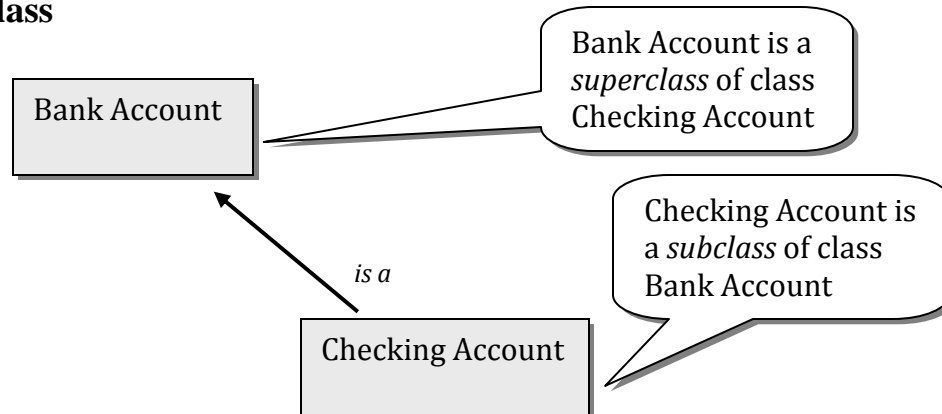 lass
Bank Account is a
superclass of class
Checking Account
Bank Account
Checking Account is
a subclass of class
Bank Account
is a
Checking Account